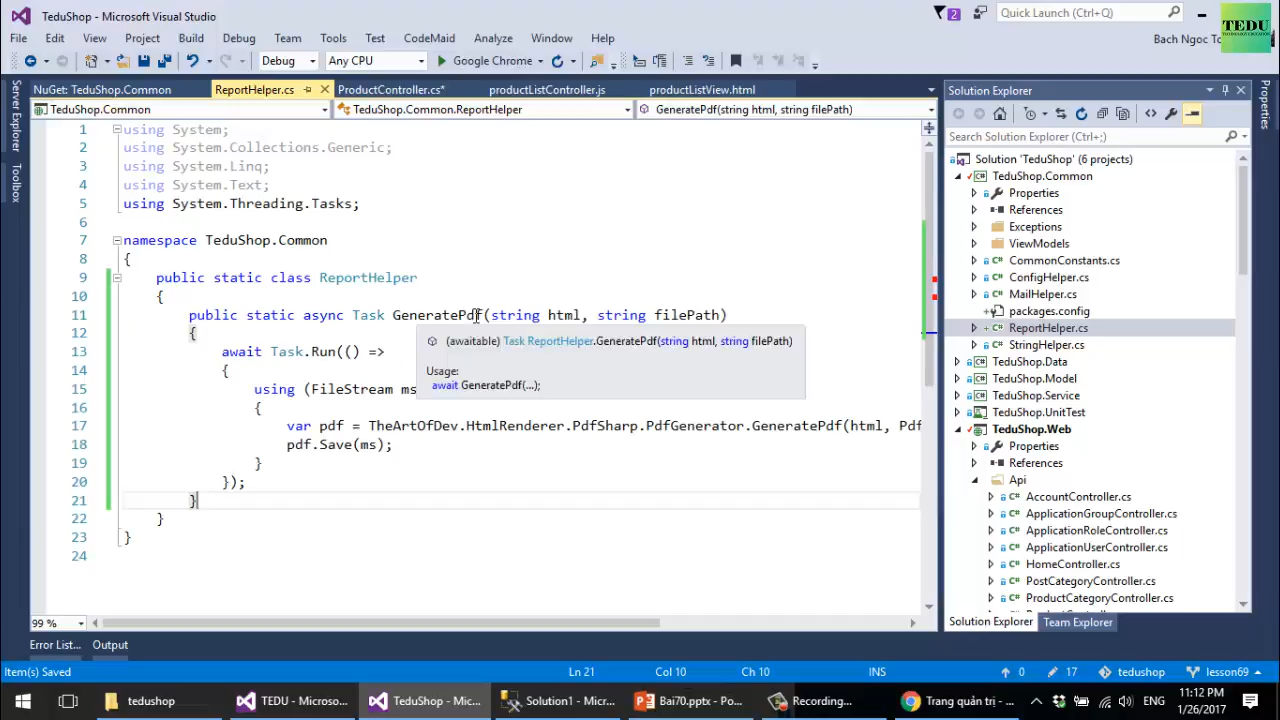 TeduShop - Microsoft Visual Studio
2
Quick Launch (Ctrl+Q)
TEDU
File Edit View Project Build Debug Team Tools Test CodeMaid Analyze Window Help
Bach Ngoc To
Debug Any CPU Google Chrome
Server Explorer
Toolbox
NuGet: TeduShop.Common ReportHelper.cs ProductController.cs* productListController.js productListView.html
TeduShop.Common TeduShop.Common.ReportHelper GeneratePdf(string html, string filePath)
1 using System;
2 using System.Collections.Generic;
3 using System.Linq;
4 using System.Text;
5 using System.Threading.Tasks;
6
7 namespace TeduShop.Common
8 {
9 public static class ReportHelper
10 {
11 public static async Task GeneratePdf(string html, string filePath)
12 {
13 await Task.Run(() =>
14 {
15 using (FileStream ms
16 {
17 var pdf = TheArtOfDev.HtmlRenderer.PdfSharp.PdfGenerator.GeneratePdf(html, Pdf
18 pdf.Save(ms);
19 }
20 });
21 }
22 }
23 }
24
(awaitable) Task ReportHelper.GeneratePdf(string html, string filePath)
Usage:
await GeneratePdf(...);
99 %
Error List... Output
Solution Explorer
Search Solution Explorer (Ctrl+;)
Solution 'TeduShop' (6 projects)
TeduShop.Common
Properties
References
Exceptions
ViewModels
CommonConstants.cs
ConfigHelper.cs
MailHelper.cs
packages.config
ReportHelper.cs
StringHelper.cs
TeduShop.Data
TeduShop.Model
TeduShop.Service
TeduShop.UnitTest
TeduShop.Web
Properties
References
Api
AccountController.cs
ApplicationGroupController.cs
ApplicationRoleController.cs
ApplicationUserController.cs
HomeController.cs
PostCategoryController.cs
ProductCategoryController.cs
Solution Explorer Team Explorer
Properties
Item(s) Saved Ln 21 Col 10 Ch 10 INS 0 17 tedushop lesson69
tedushop TEDU - Microso... TeduShop - Mic... Solution1 - Micr... Bai70.pptx - Po... Recording... Trang quản trị - ... ENG
11:12 PM
1/26/2017